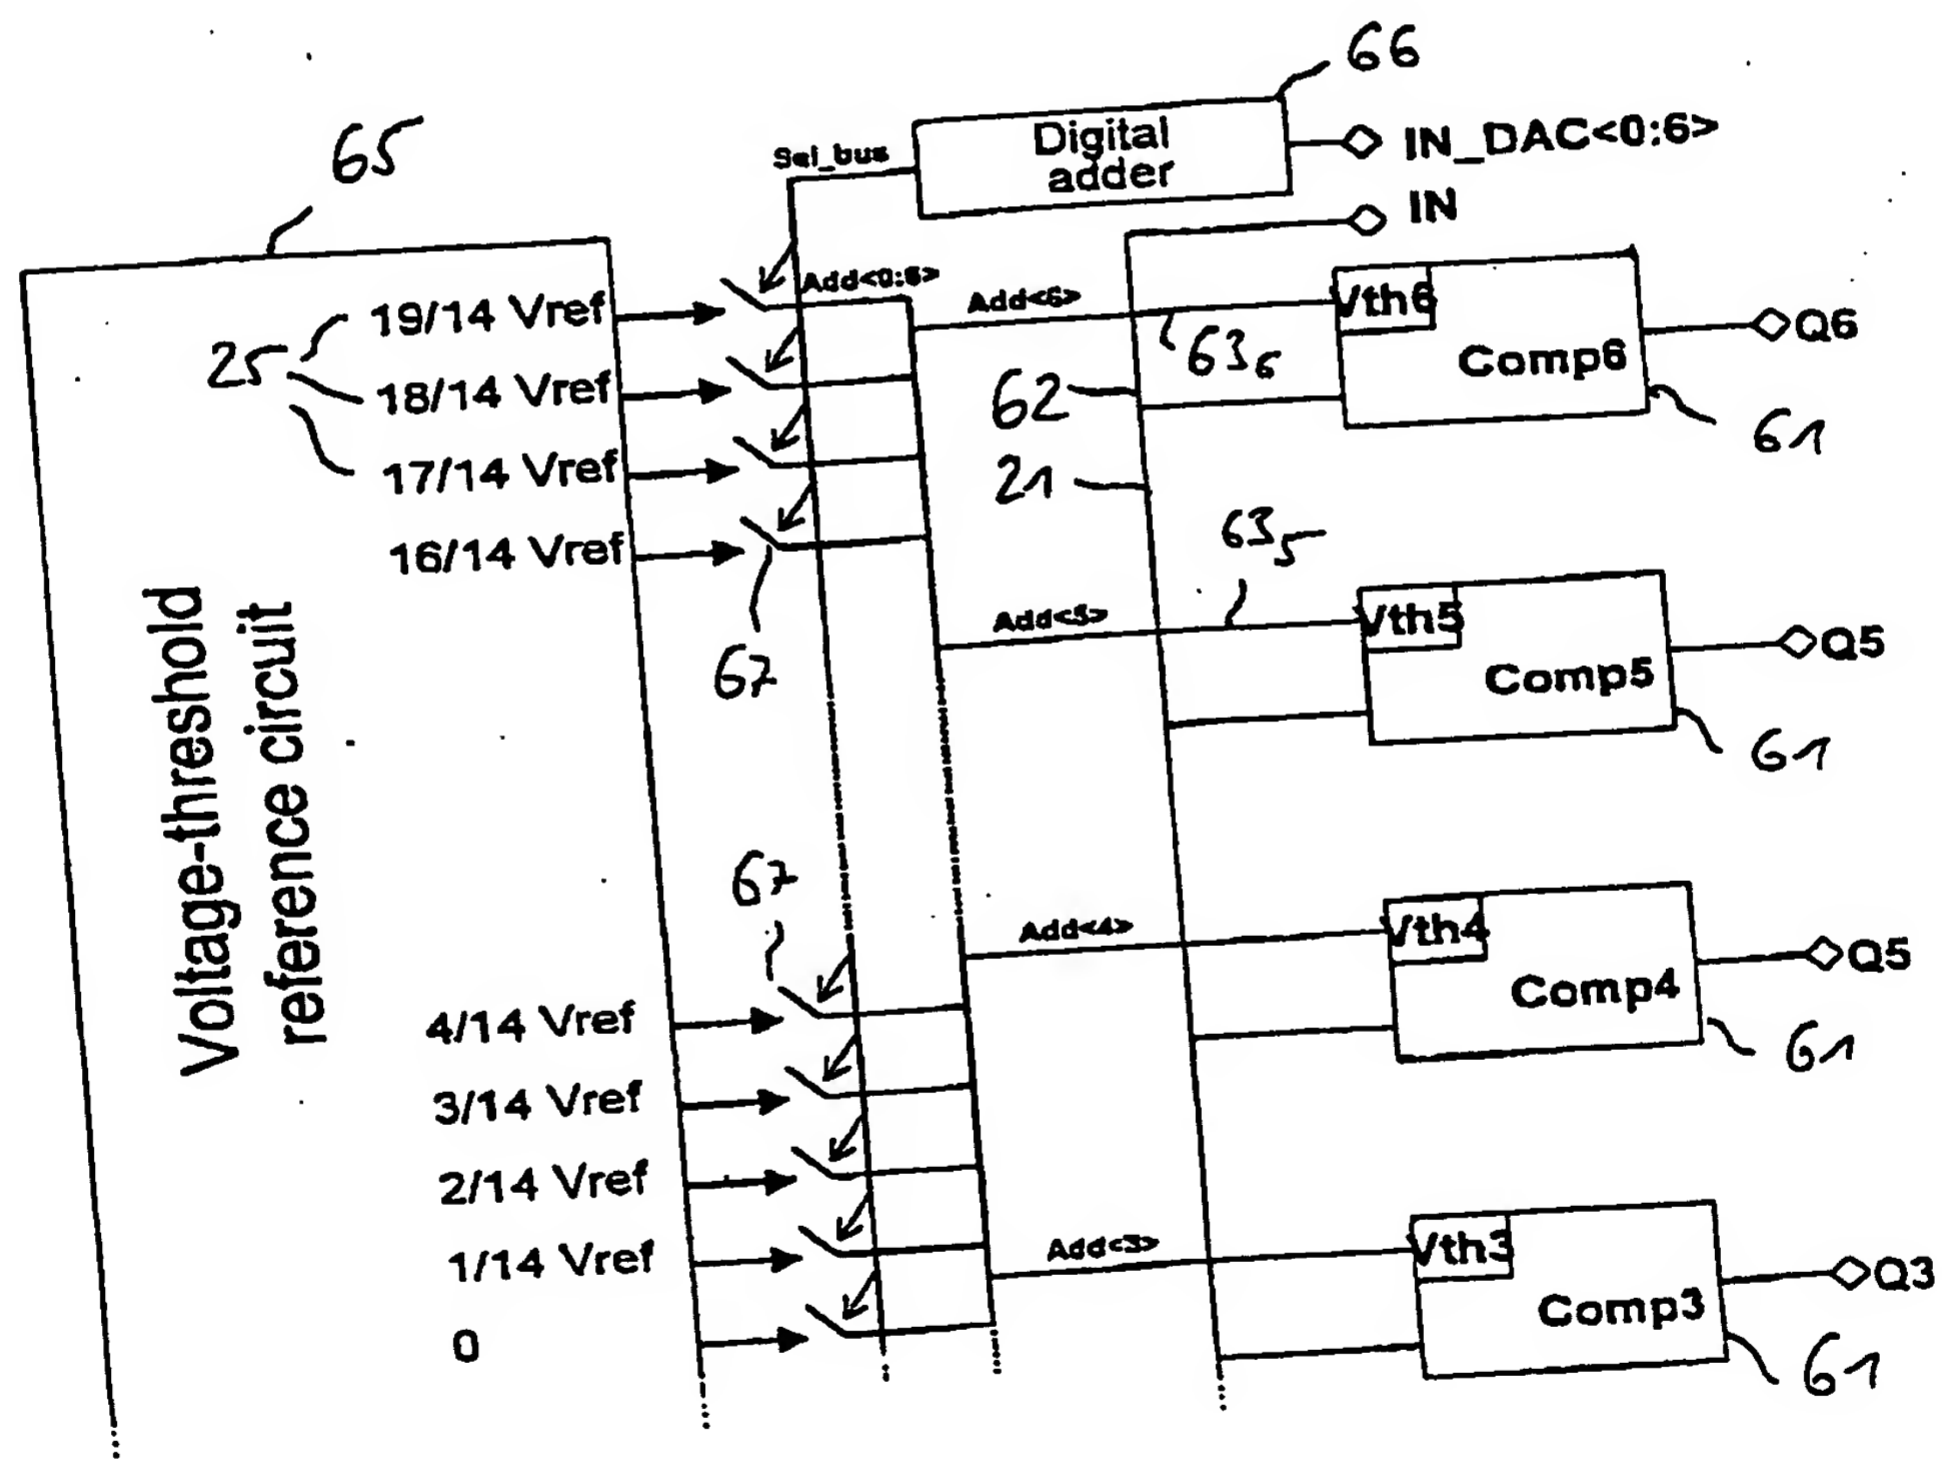 66
65
Digital
adder
Sel_bus
IN_DAC<0:6>
IN
Add<0:6>
19/14 Vref
Add<6>
Vth6
Q6
25
63₆
Comp6
18/14 Vref
62
61
17/14 Vref
21
16/14 Vref
63₅
67
Add<5>
Vth5
Q5
Comp5
61
Voltage-threshold
reference circuit
67
Add<4>
Vth4
Q5
Comp4
4/14 Vref
61
3/14 Vref
2/14 Vref
1/14 Vref
Add<3>
Vth3
Q3
Comp3
0
61